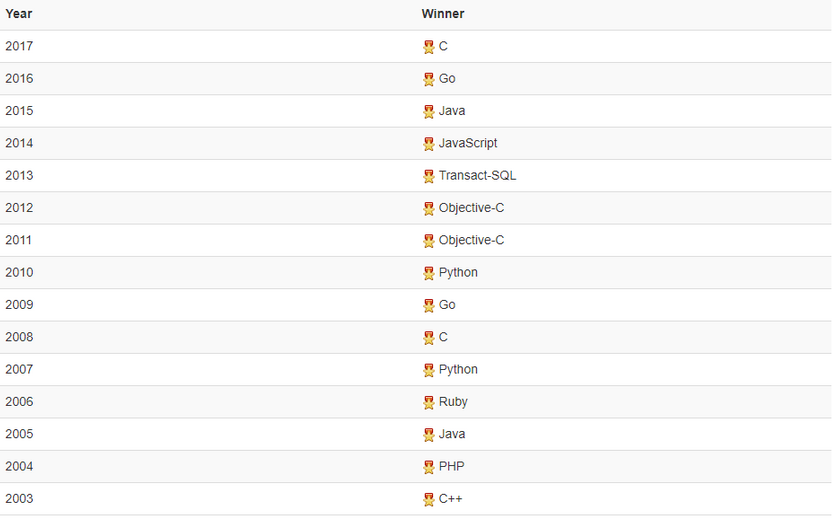 Year Winner
2017 C
2016 Go
2015 Java
2014 JavaScript
2013 Transact-SQL
2012 Objective-C
2011 Objective-C
2010 Python
2009 Go
2008 C
2007 Python
2006 Ruby
2005 Java
2004 PHP
2003 C++